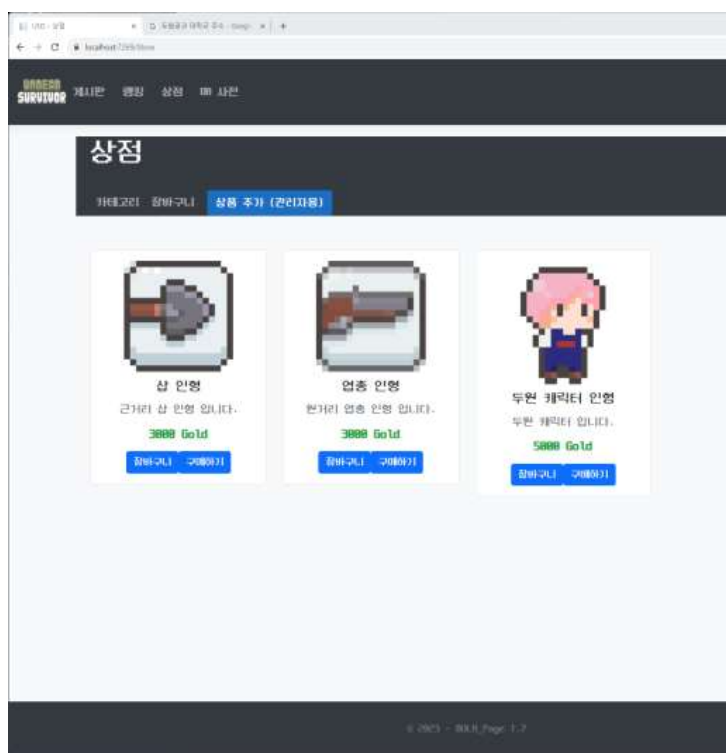 localhost:7299/Store
UNDEAD
SURVIVOR
게시판 랭킹 상점 DB 사전
상점
카테고리 장바구니 상품 추가 (관리자용)
삽 인형
근거리 삽 인형 입니다.
3000 Gold
장바구니 구매하기
엽총 인형
원거리 엽총 인형 입니다.
3000 Gold
장바구니 구매하기
두원 캐릭터 인형
두원 캐릭터 입니다.
5000 Gold
장바구니 구매하기
© 2023 -